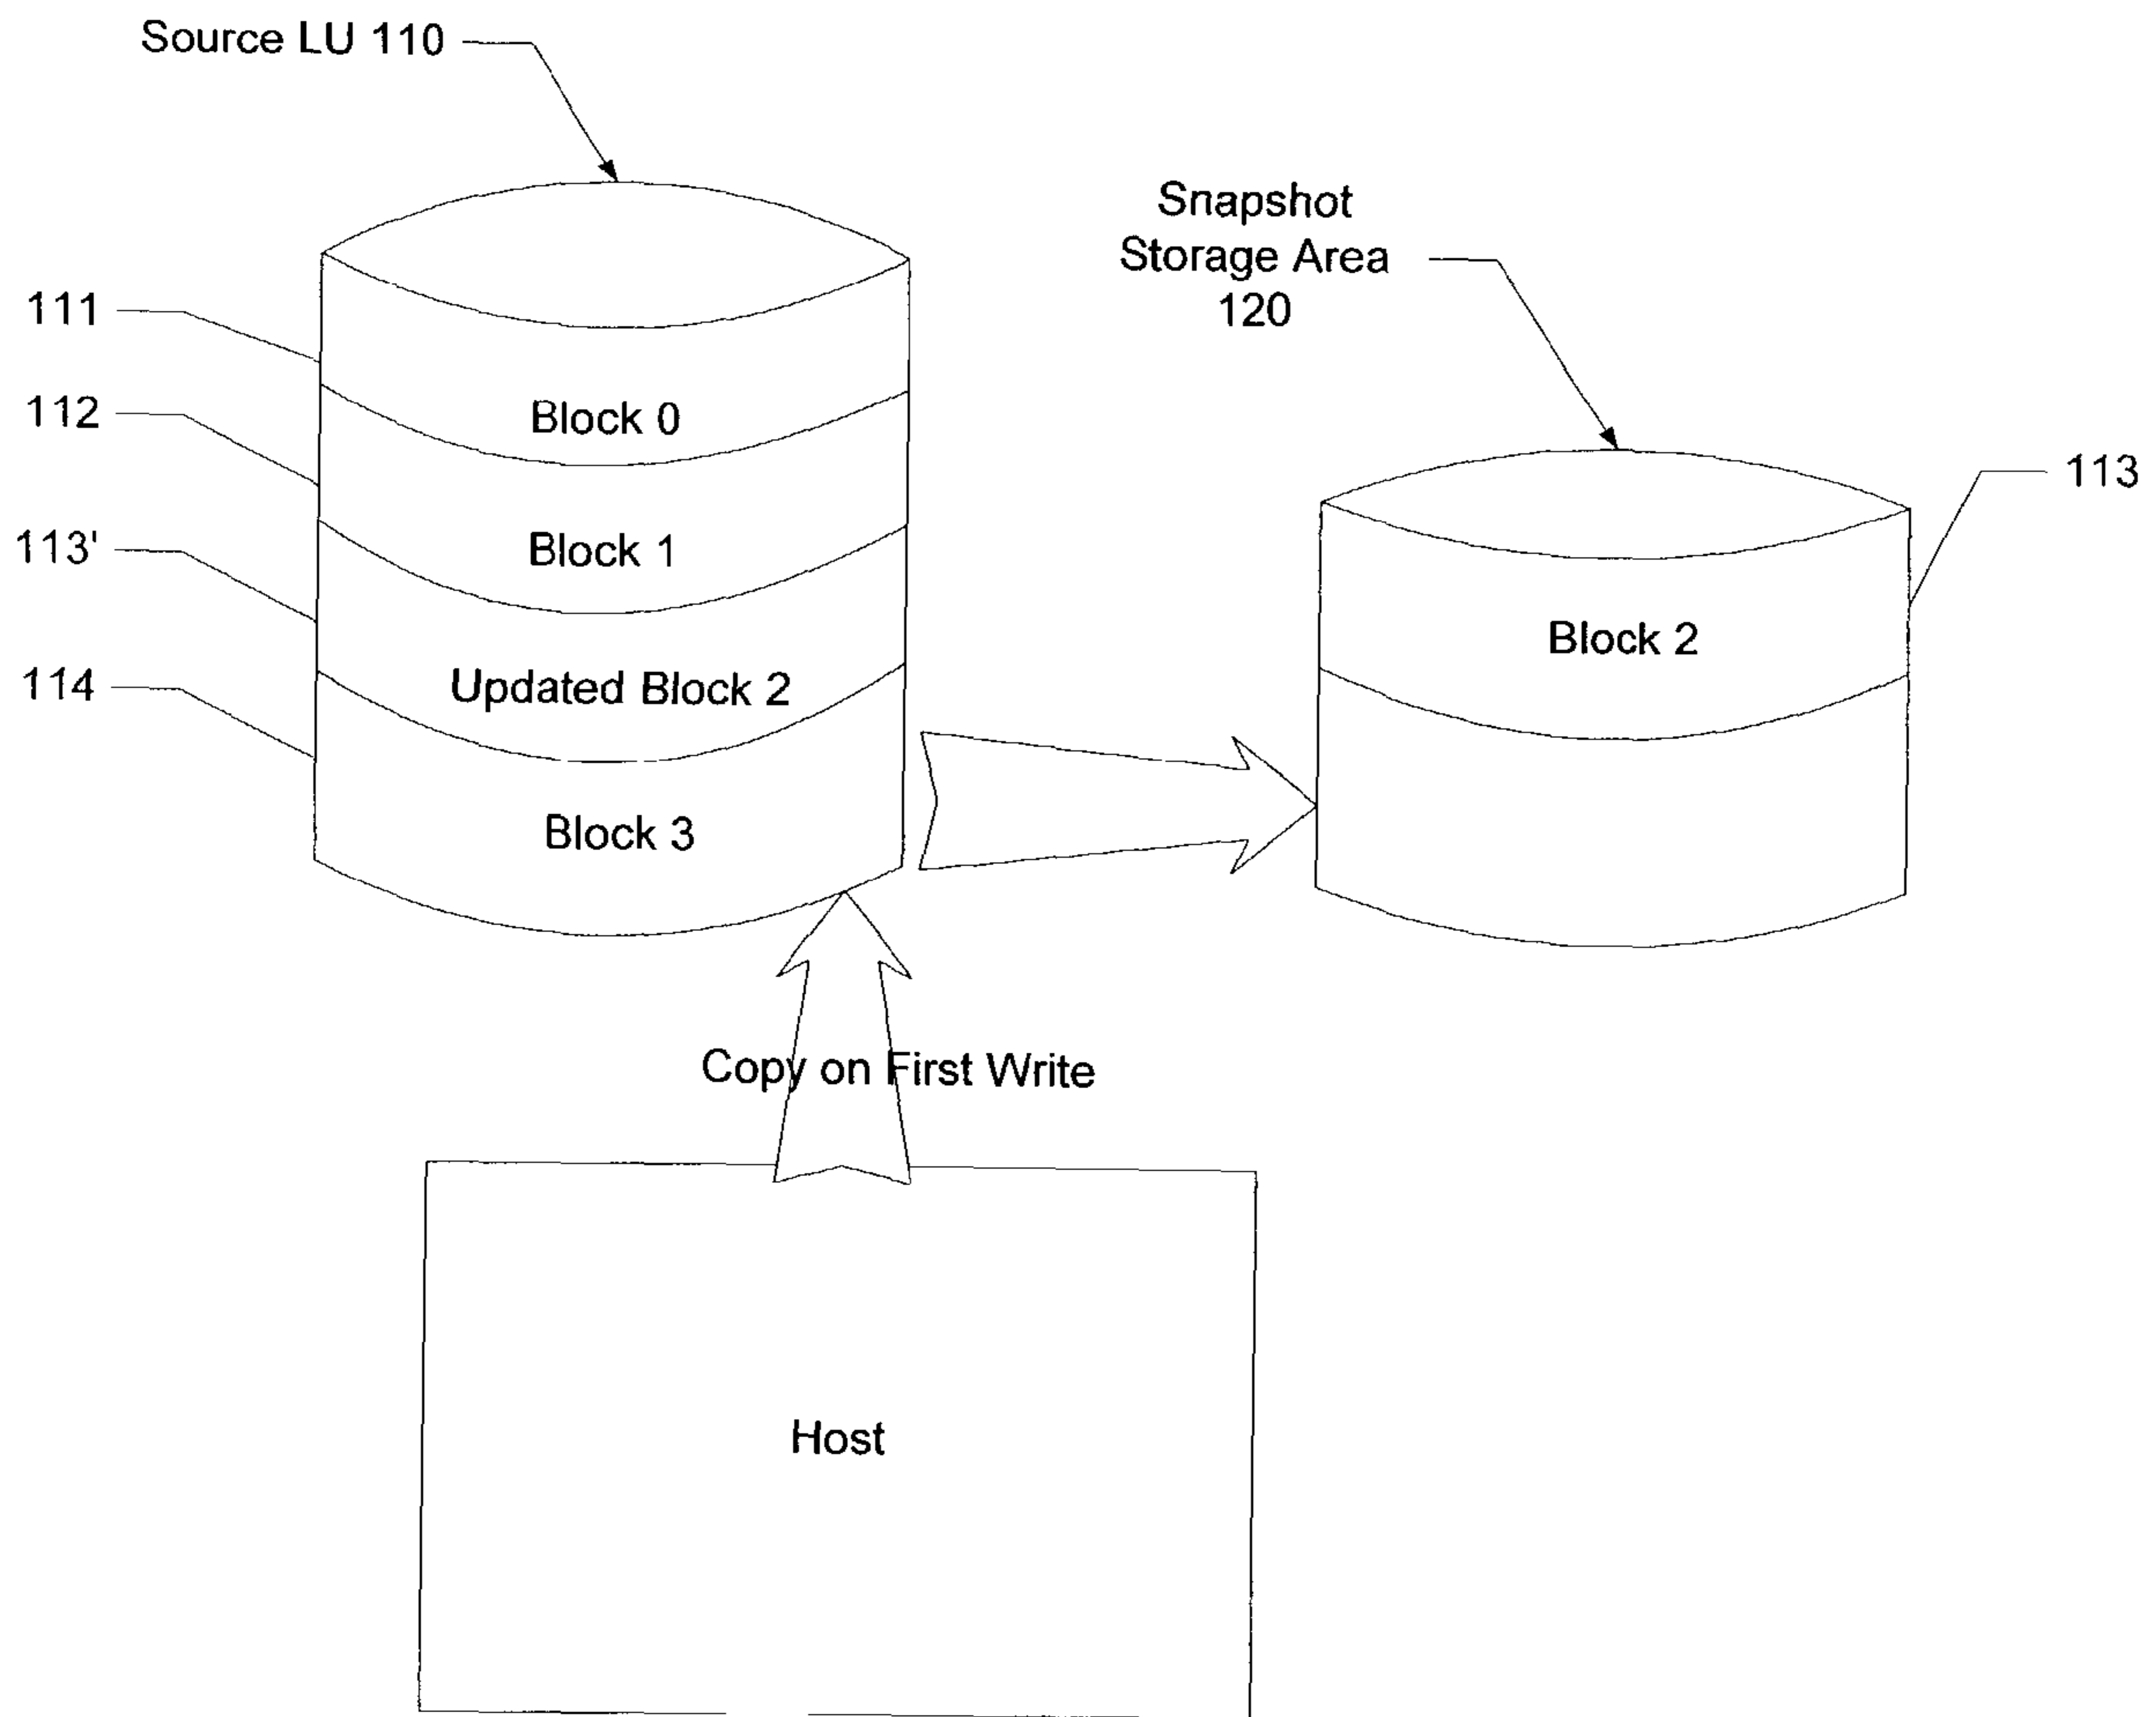 Source LU 110
Snapshot
Storage Area
120
111
Block 0
112
113
Block 1
113'
Block 2
Updated Block 2
114
Block 3
Copy on First Write
Host